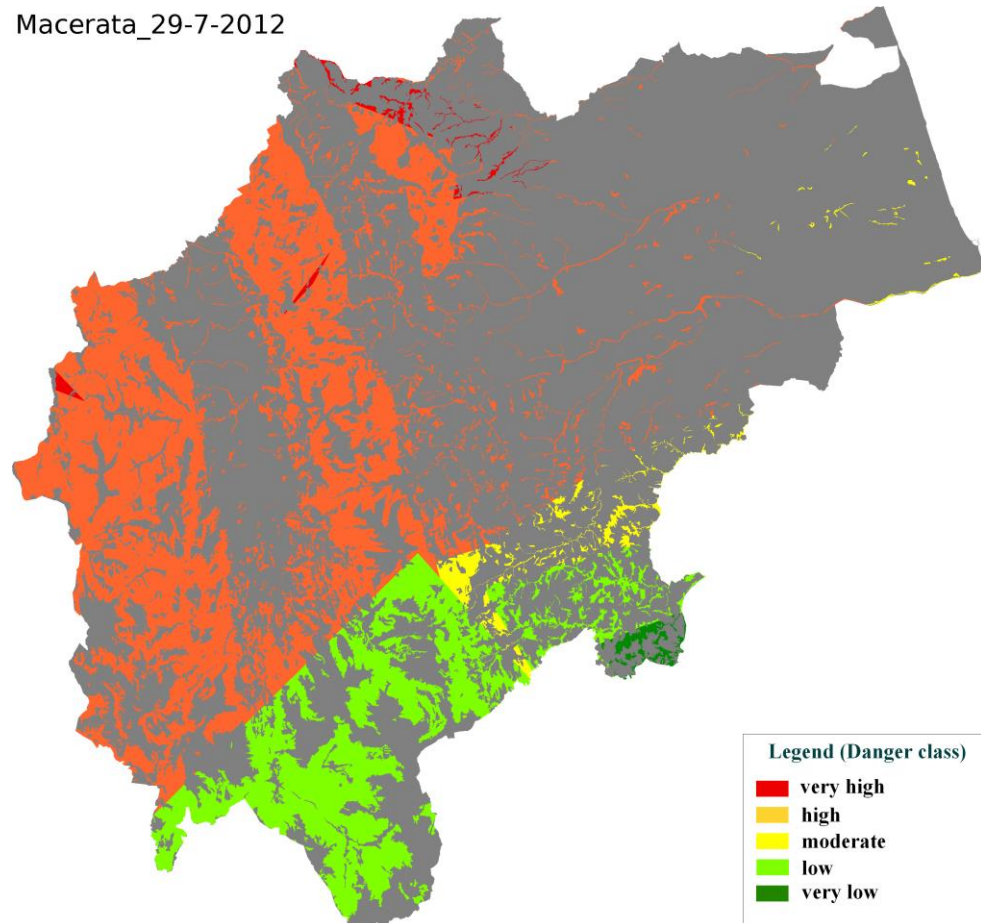 Macerata_29-7-2012
Legend (Danger class)
very high
high
moderate
low
very low